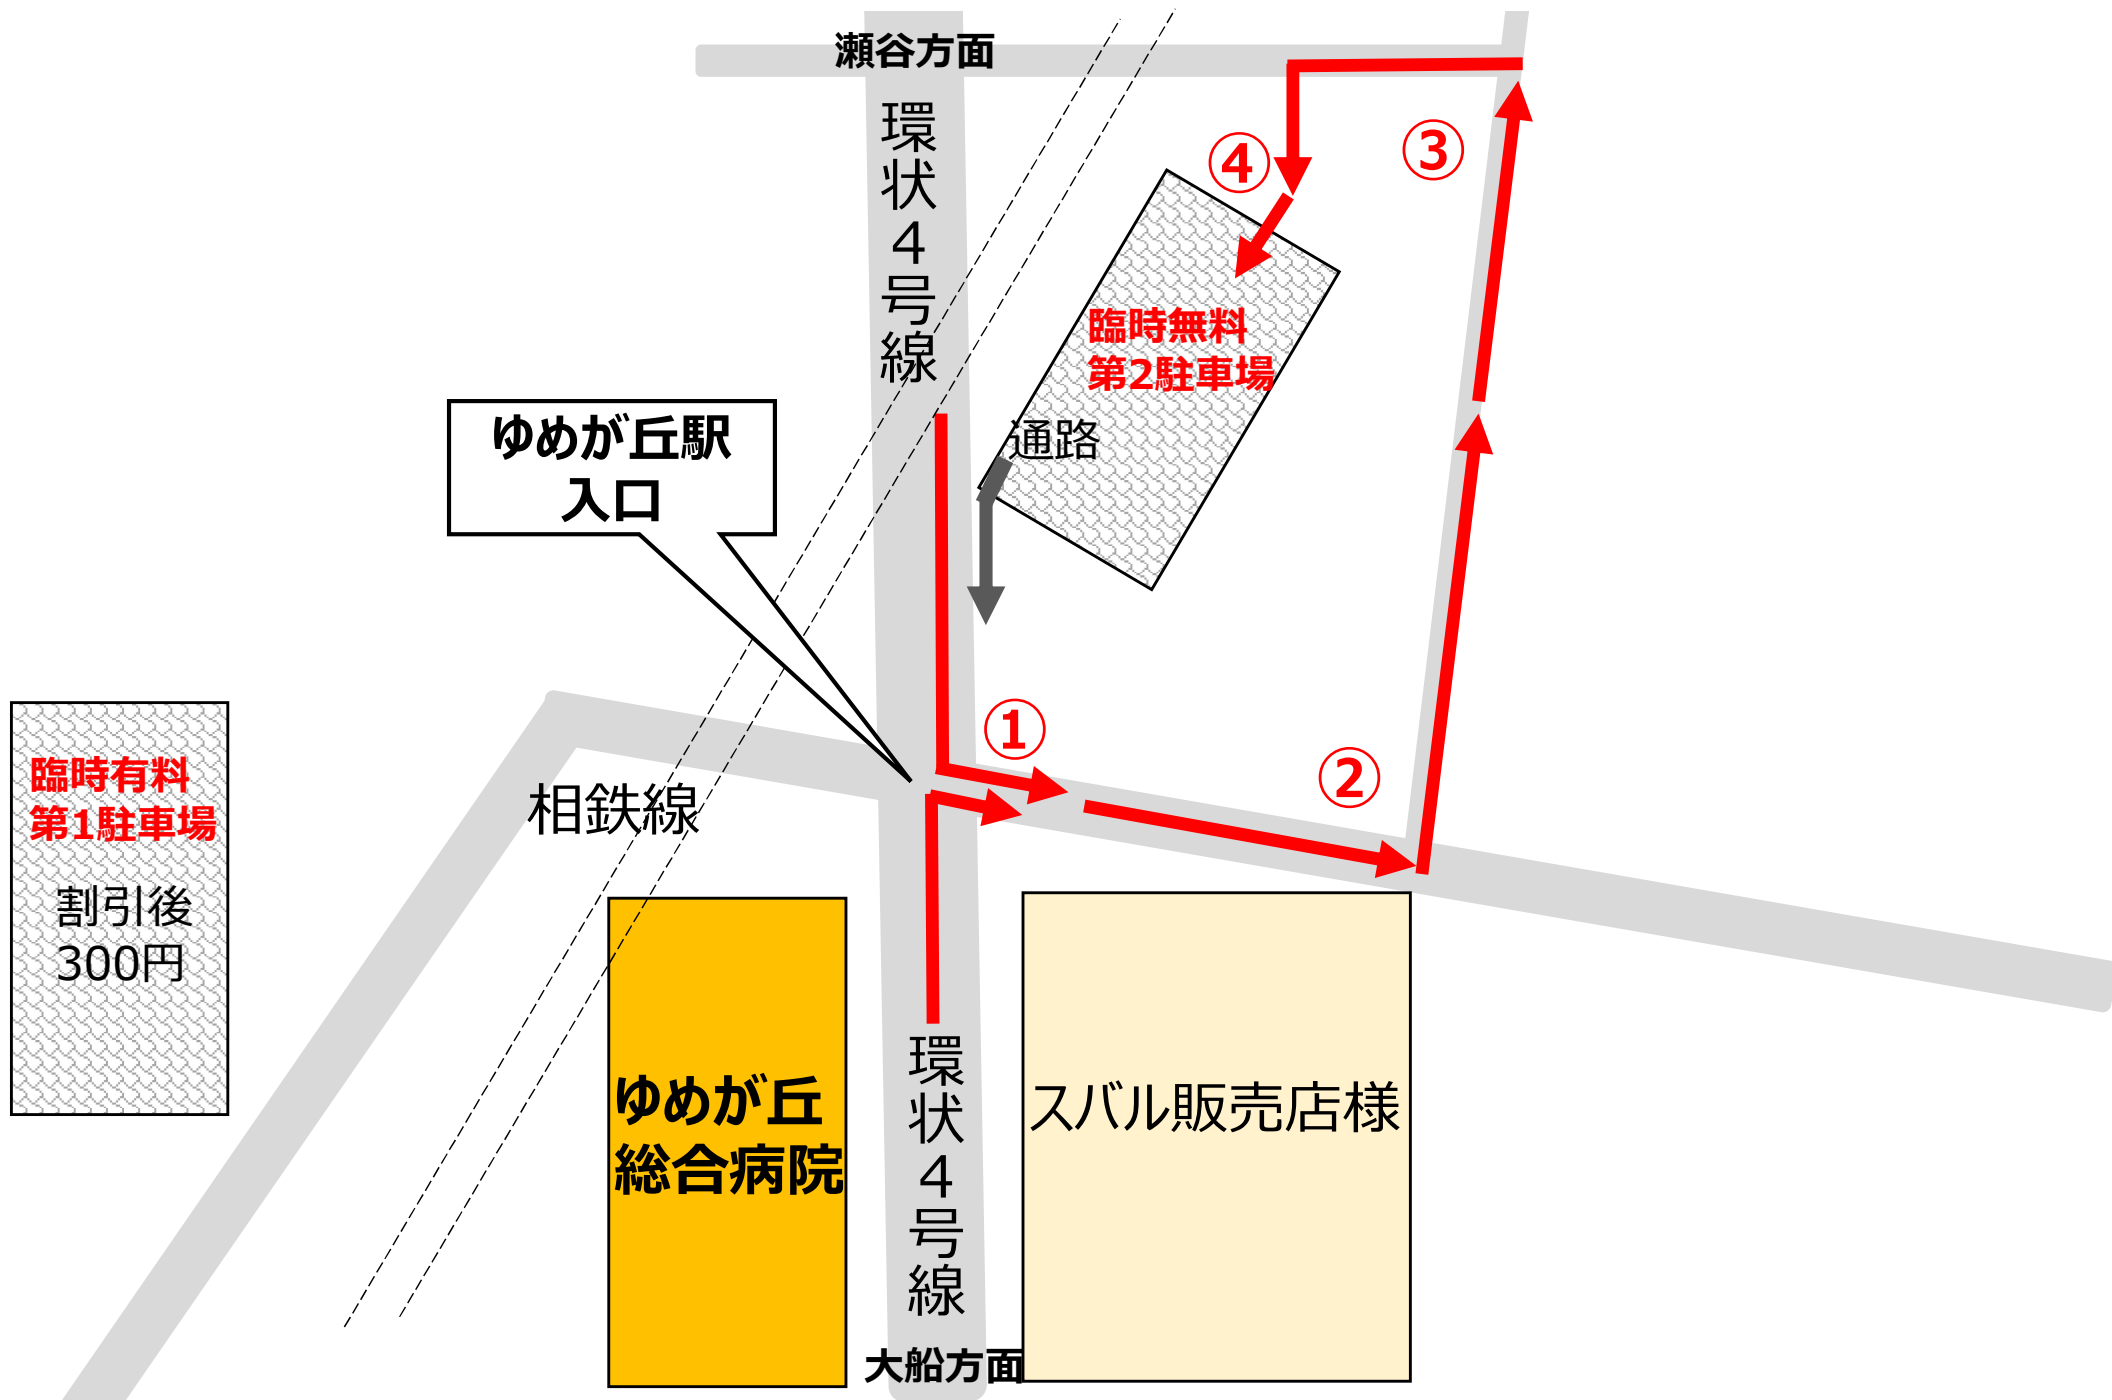 瀬谷方面
環状４号線
④
③
臨時無料
第2駐車場
通路
ゆめが丘駅
入口
①
②
臨時有料
第1駐車場
割引後
300円
相鉄線
ゆめが丘
総合病院
環状４号線
スバル販売店様
大船方面